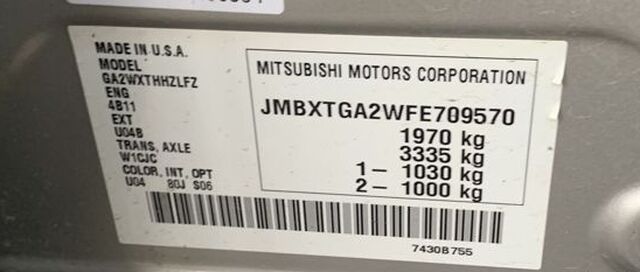 MADE IN U.S.A.
MODEL
GA2WXTHHZLFZ
ENG
4B11
EXT
U04B
TRANS, AXLE
W1CJC
COLOR, INT, OPT
U04 80J S06
MITSUBISHI MOTORS CORPORATION
JMBXTGA2WFE709570
1970 kg
3335 kg
1 – 1030 kg
2 – 1000 kg
7430B755